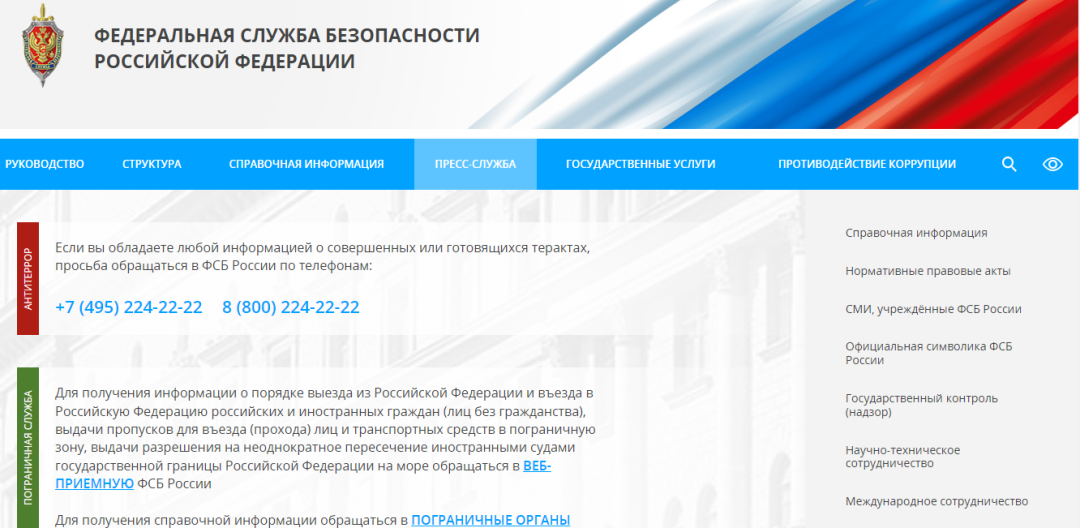 ФЕДЕРАЛЬНАЯ СЛУЖБА БЕЗОПАСНОСТИ
РОССИЙСКОЙ ФЕДЕРАЦИИ
РУКОВОДСТВО СТРУКТУРА СПРАВОЧНАЯ ИНФОРМАЦИЯ ПРЕСС-СЛУЖБА ГОСУДАРСТВЕННЫЕ УСЛУГИ ПРОТИВОДЕЙСТВИЕ КОРРУПЦИИ
АНТИТЕРРОР
Если вы обладаете любой информацией о совершенных или готовящихся терактах,
просьба обращаться в ФСБ России по телефонам:
+7 (495) 224-22-22 8 (800) 224-22-22
ПОГРАНИЧНАЯ СЛУЖБА
Для получения информации о порядке выезда из Российской Федерации и въезда в
Российскую Федерацию российских и иностранных граждан (лиц без гражданства),
выдачи пропусков для въезда (прохода) лиц и транспортных средств в пограничную
зону, выдачи разрешения на неоднократное пересечение иностранными судами
государственной границы Российской Федерации на море обращаться в ВЕБ-
ПРИЕМНУЮ ФСБ России
Для получения справочной информации обращаться в ПОГРАНИЧНЫЕ ОРГАНЫ
Справочная информация
Нормативные правовые акты
СМИ, учреждённые ФСБ России
Официальная символика ФСБ
России
Государственный контроль
(надзор)
Научно-техническое
сотрудничество
Международное сотрудничество